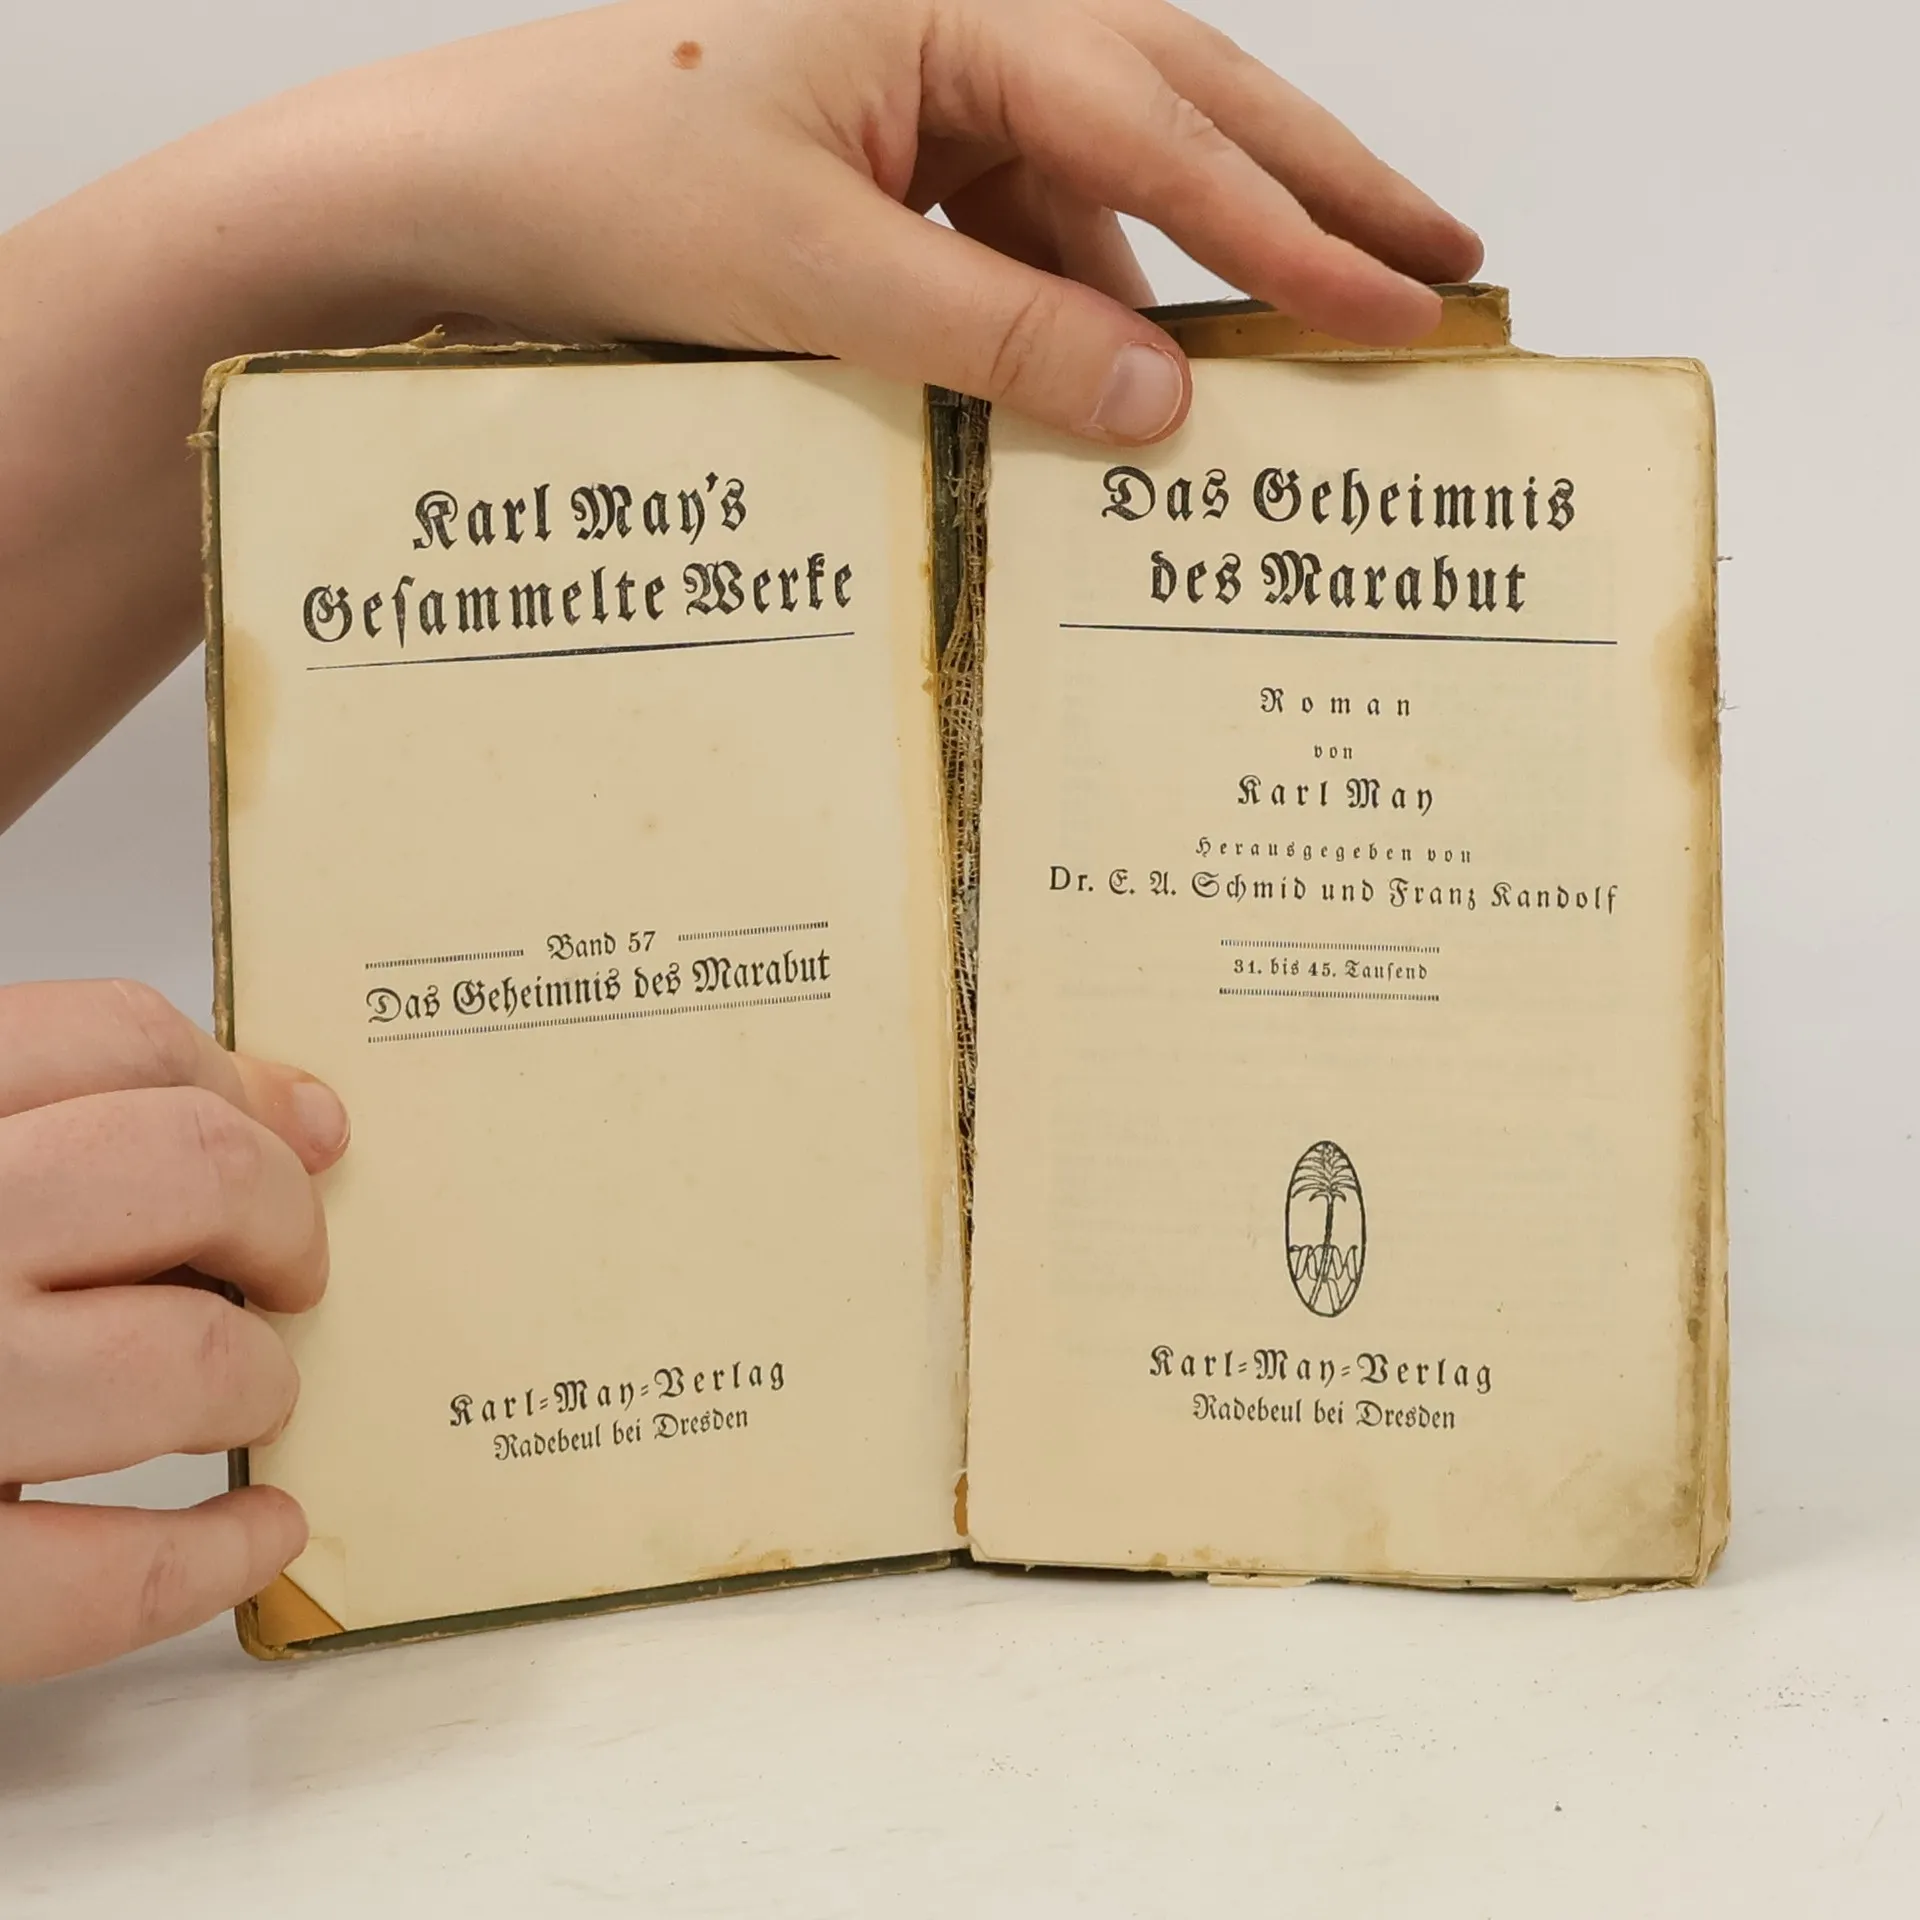 Karl May's
Geſammelte Werke
Band 57
Das Geheimnis des Marabut
Karl-May-Verlag
Radebeul bei Dresden
Das Geheimnis
des Marabut
Roman
von
Karl May
Herausgegeben von
Dr. E. A. Schmid und Franz Kandolf
31. bis 45. Tauſend
Karl-May-Verlag
Radebeul bei Dresden